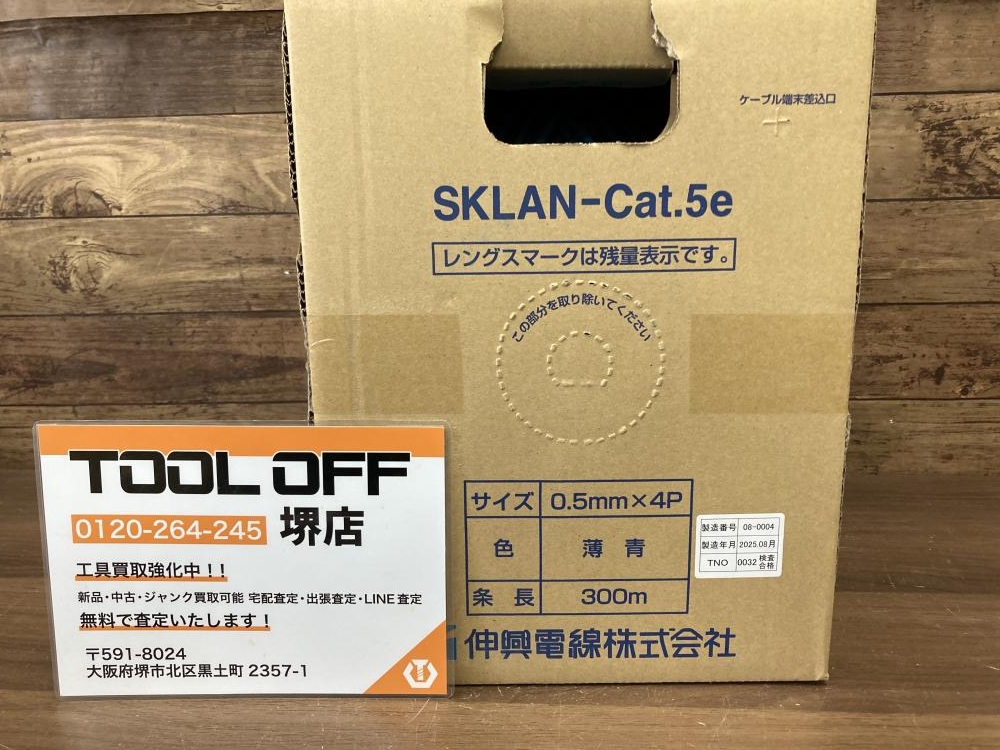 ケーブル端末差込口
SKLAN-Cat.5e
レングスマークは残量表示です。
この部分を取り除いてください
サイズ 0.5mm×4P
色 薄青
条長 300m
伸興電線株式会社
製造番号 08-0004
製造年月 2025.08月
TNO 0032 検査合格
TOOL OFF
0120-264-245 堺店
工具買取強化中！！
新品・中古・ジャンク買取可能 宅配査定・出張査定・LINE査定
無料で査定いたします！
〒591-8024
大阪府堺市北区黒土町 2357-1